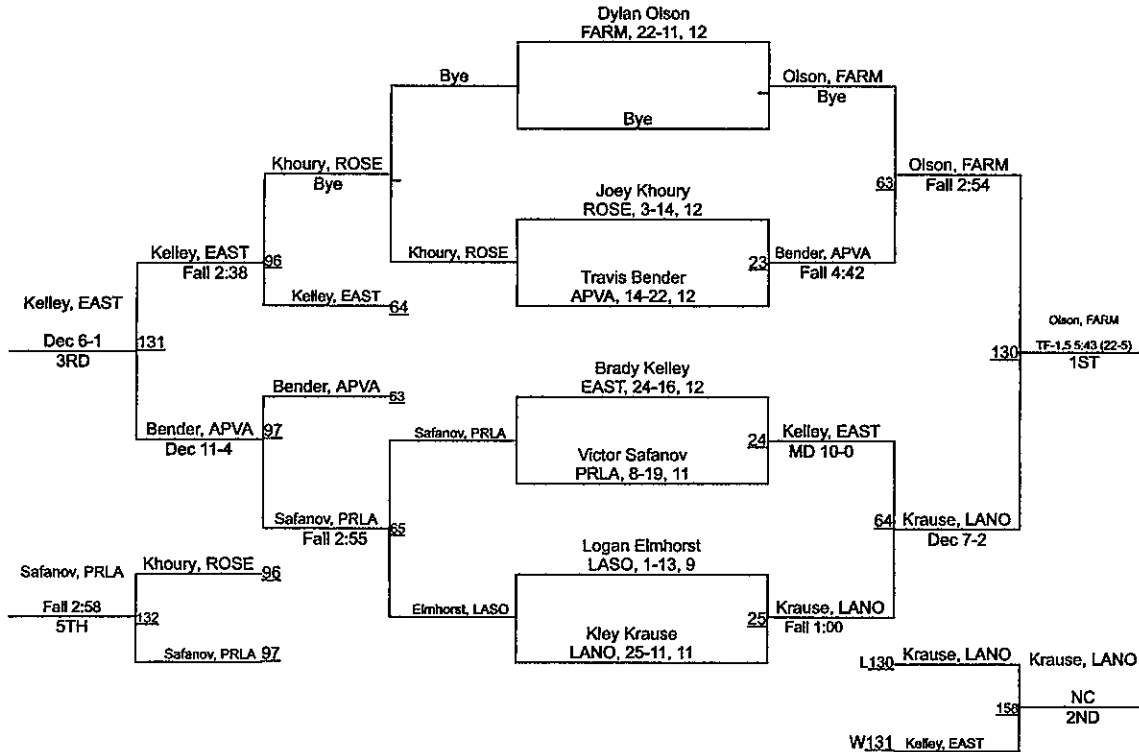 Dylan Olson
FARM, 22-11, 12
Bye
Olson, FARM
Bye
Bye
Khoury, ROSE
Bye
Olson, FARM
63
Fall 2:54
Joey Khoury
ROSE, 3-14, 12
Kelley, EAST
96
Fall 2:38
Khoury, ROSE
23
Bender, APVA
Fall 4:42
Travis Bender
APVA, 14-22, 12
Kelley, EAST
64
Kelley, EAST
Dec 6-1
131
3RD
Olson, FARM
130
TF-1.5 5:43 (22-5)
1ST
Brady Kelley
EAST, 24-16, 12
Bender, APVA
63
Bender, APVA
97
Dec 11-4
Safanov, PRLA
24
Kelley, EAST
MD 10-0
Victor Safanov
PRLA, 8-19, 11
Safanov, PRLA
65
Fall 2:55
64
Krause, LANO
Dec 7-2
Logan Elmhorst
LASO, 1-13, 9
Safanov, PRLA
Khoury, ROSE
96
Fall 2:58
132
5TH
Elmhorst, LASO
25
Krause, LANO
Fall 1:00
Kley Krause
LANO, 25-11, 11
Safanov, PRLA
97
L130
Krause, LANO
Krause, LANO
158
NC
2ND
W131
Kelley, EAST